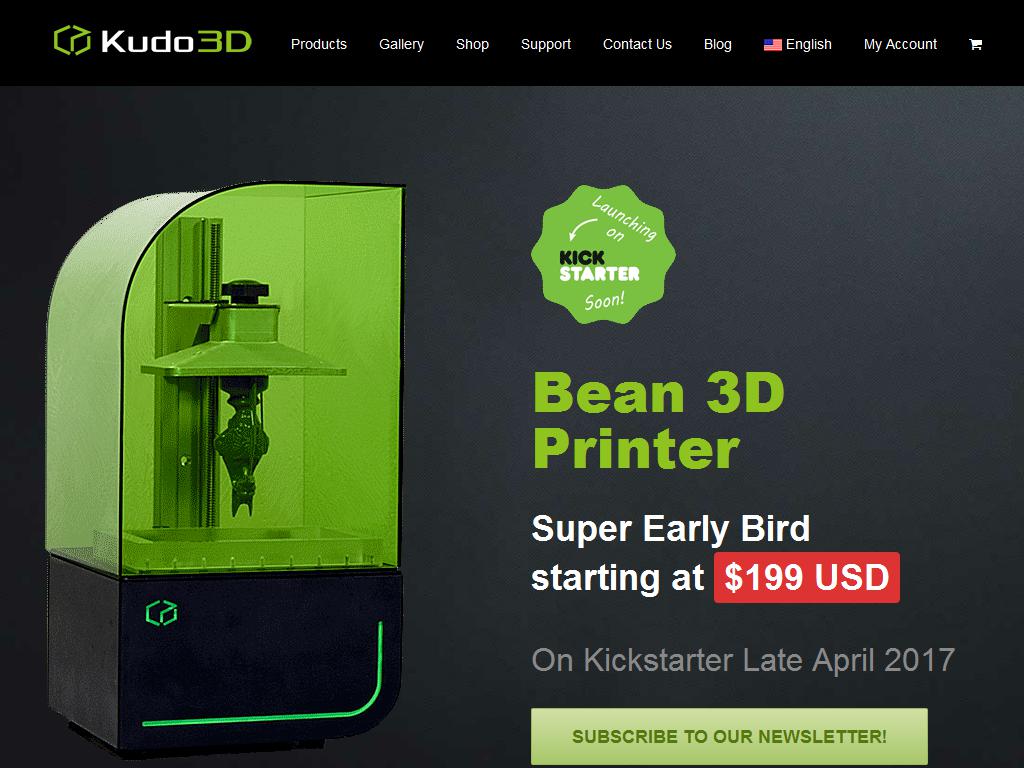 Kudo3D
Products Gallery Shop Support Contact Us Blog English My Account
Launching
on
KICK
STARTER
Soon!
Bean 3D
Printer
Super Early Bird
starting at $199 USD
On Kickstarter Late April 2017
SUBSCRIBE TO OUR NEWSLETTER!